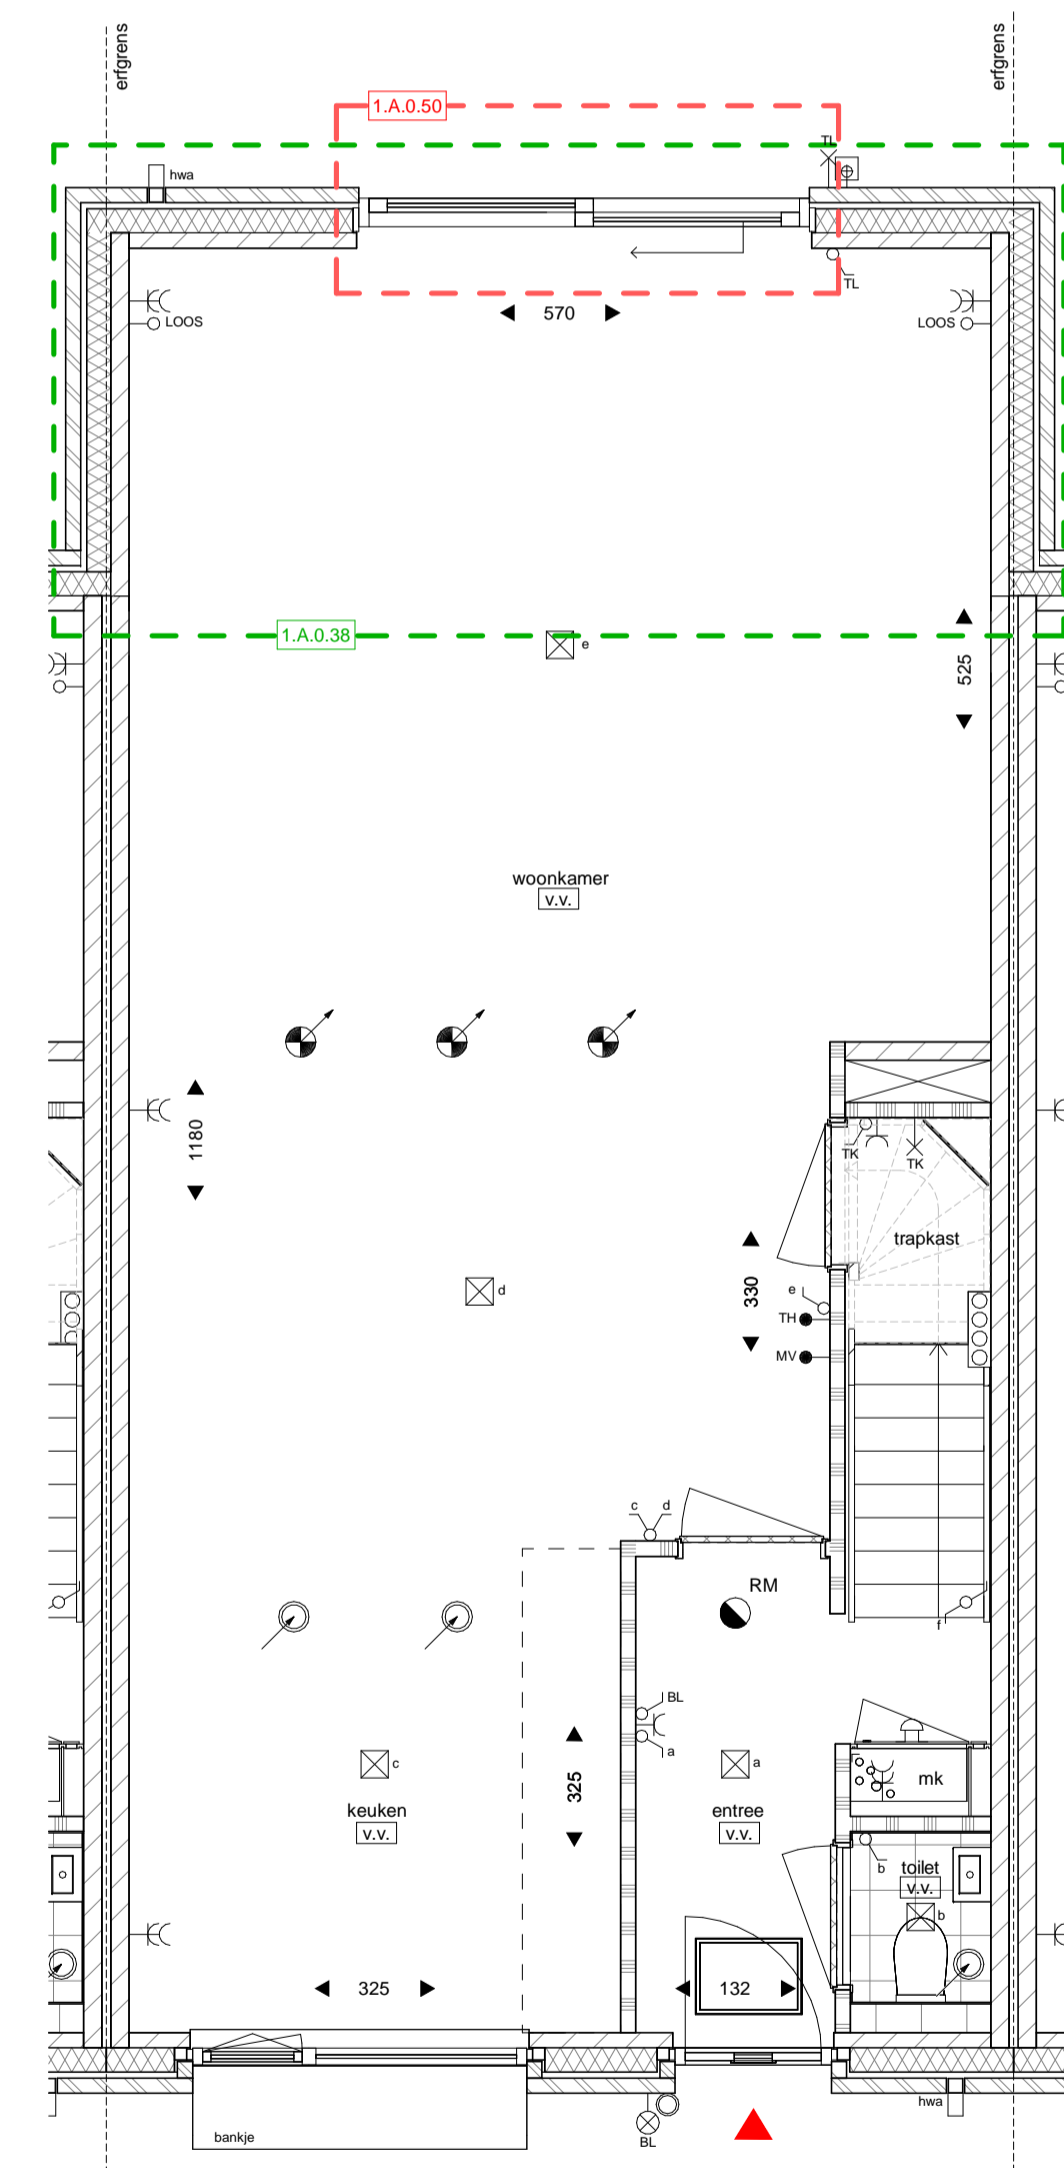 erfgrens
erfgrens
1.A.0.50
TL
hwa
TL
570
LOOS
LOOS
1.A.0.38
e
525
woonkamer
v.v.
1180
TK
TK
trapkast
330
e
TH
d
MV
c d
RM
f
BL
a
c
a
mk
keuken
v.v.
325
entree
v.v.
b
toilet
v.v.
b
325
132
hwa
bankje
BL